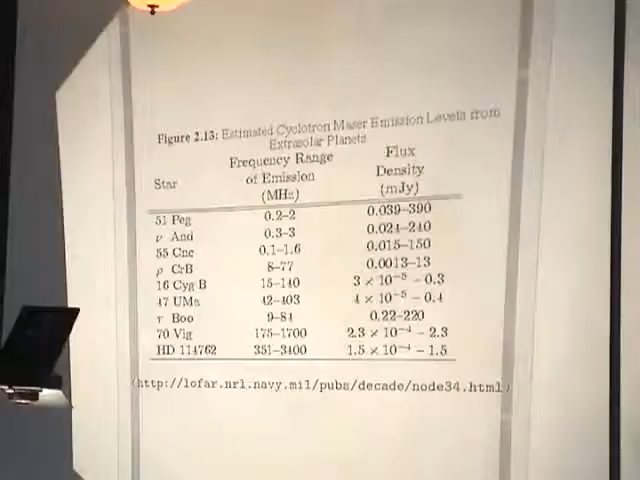 Figure 2.13: Estimated Cyclotron Maser Emission Levels from
Extrasolar Planets
Star Frequency Range of Emission (MHz) Flux Density (mJy)
51 Peg 0.2–2 0.039–390
υ And 0.3–3 0.024–240
55 Cnc 0.1–1.6 0.015–150
ρ CrB 8–77 0.0013–13
16 Cyg B 15–140 3 × 10⁻⁵ – 0.3
47 UMa 42–403 4 × 10⁻⁵ – 0.4
τ Boo 9–84 0.22–220
70 Vig 175–1700 2.3 × 10⁻⁴ – 2.3
HD 114762 351–3400 1.5 × 10⁻⁴ – 1.5
(http://lofar.nrl.navy.mil/pubs/decade/node34.html)